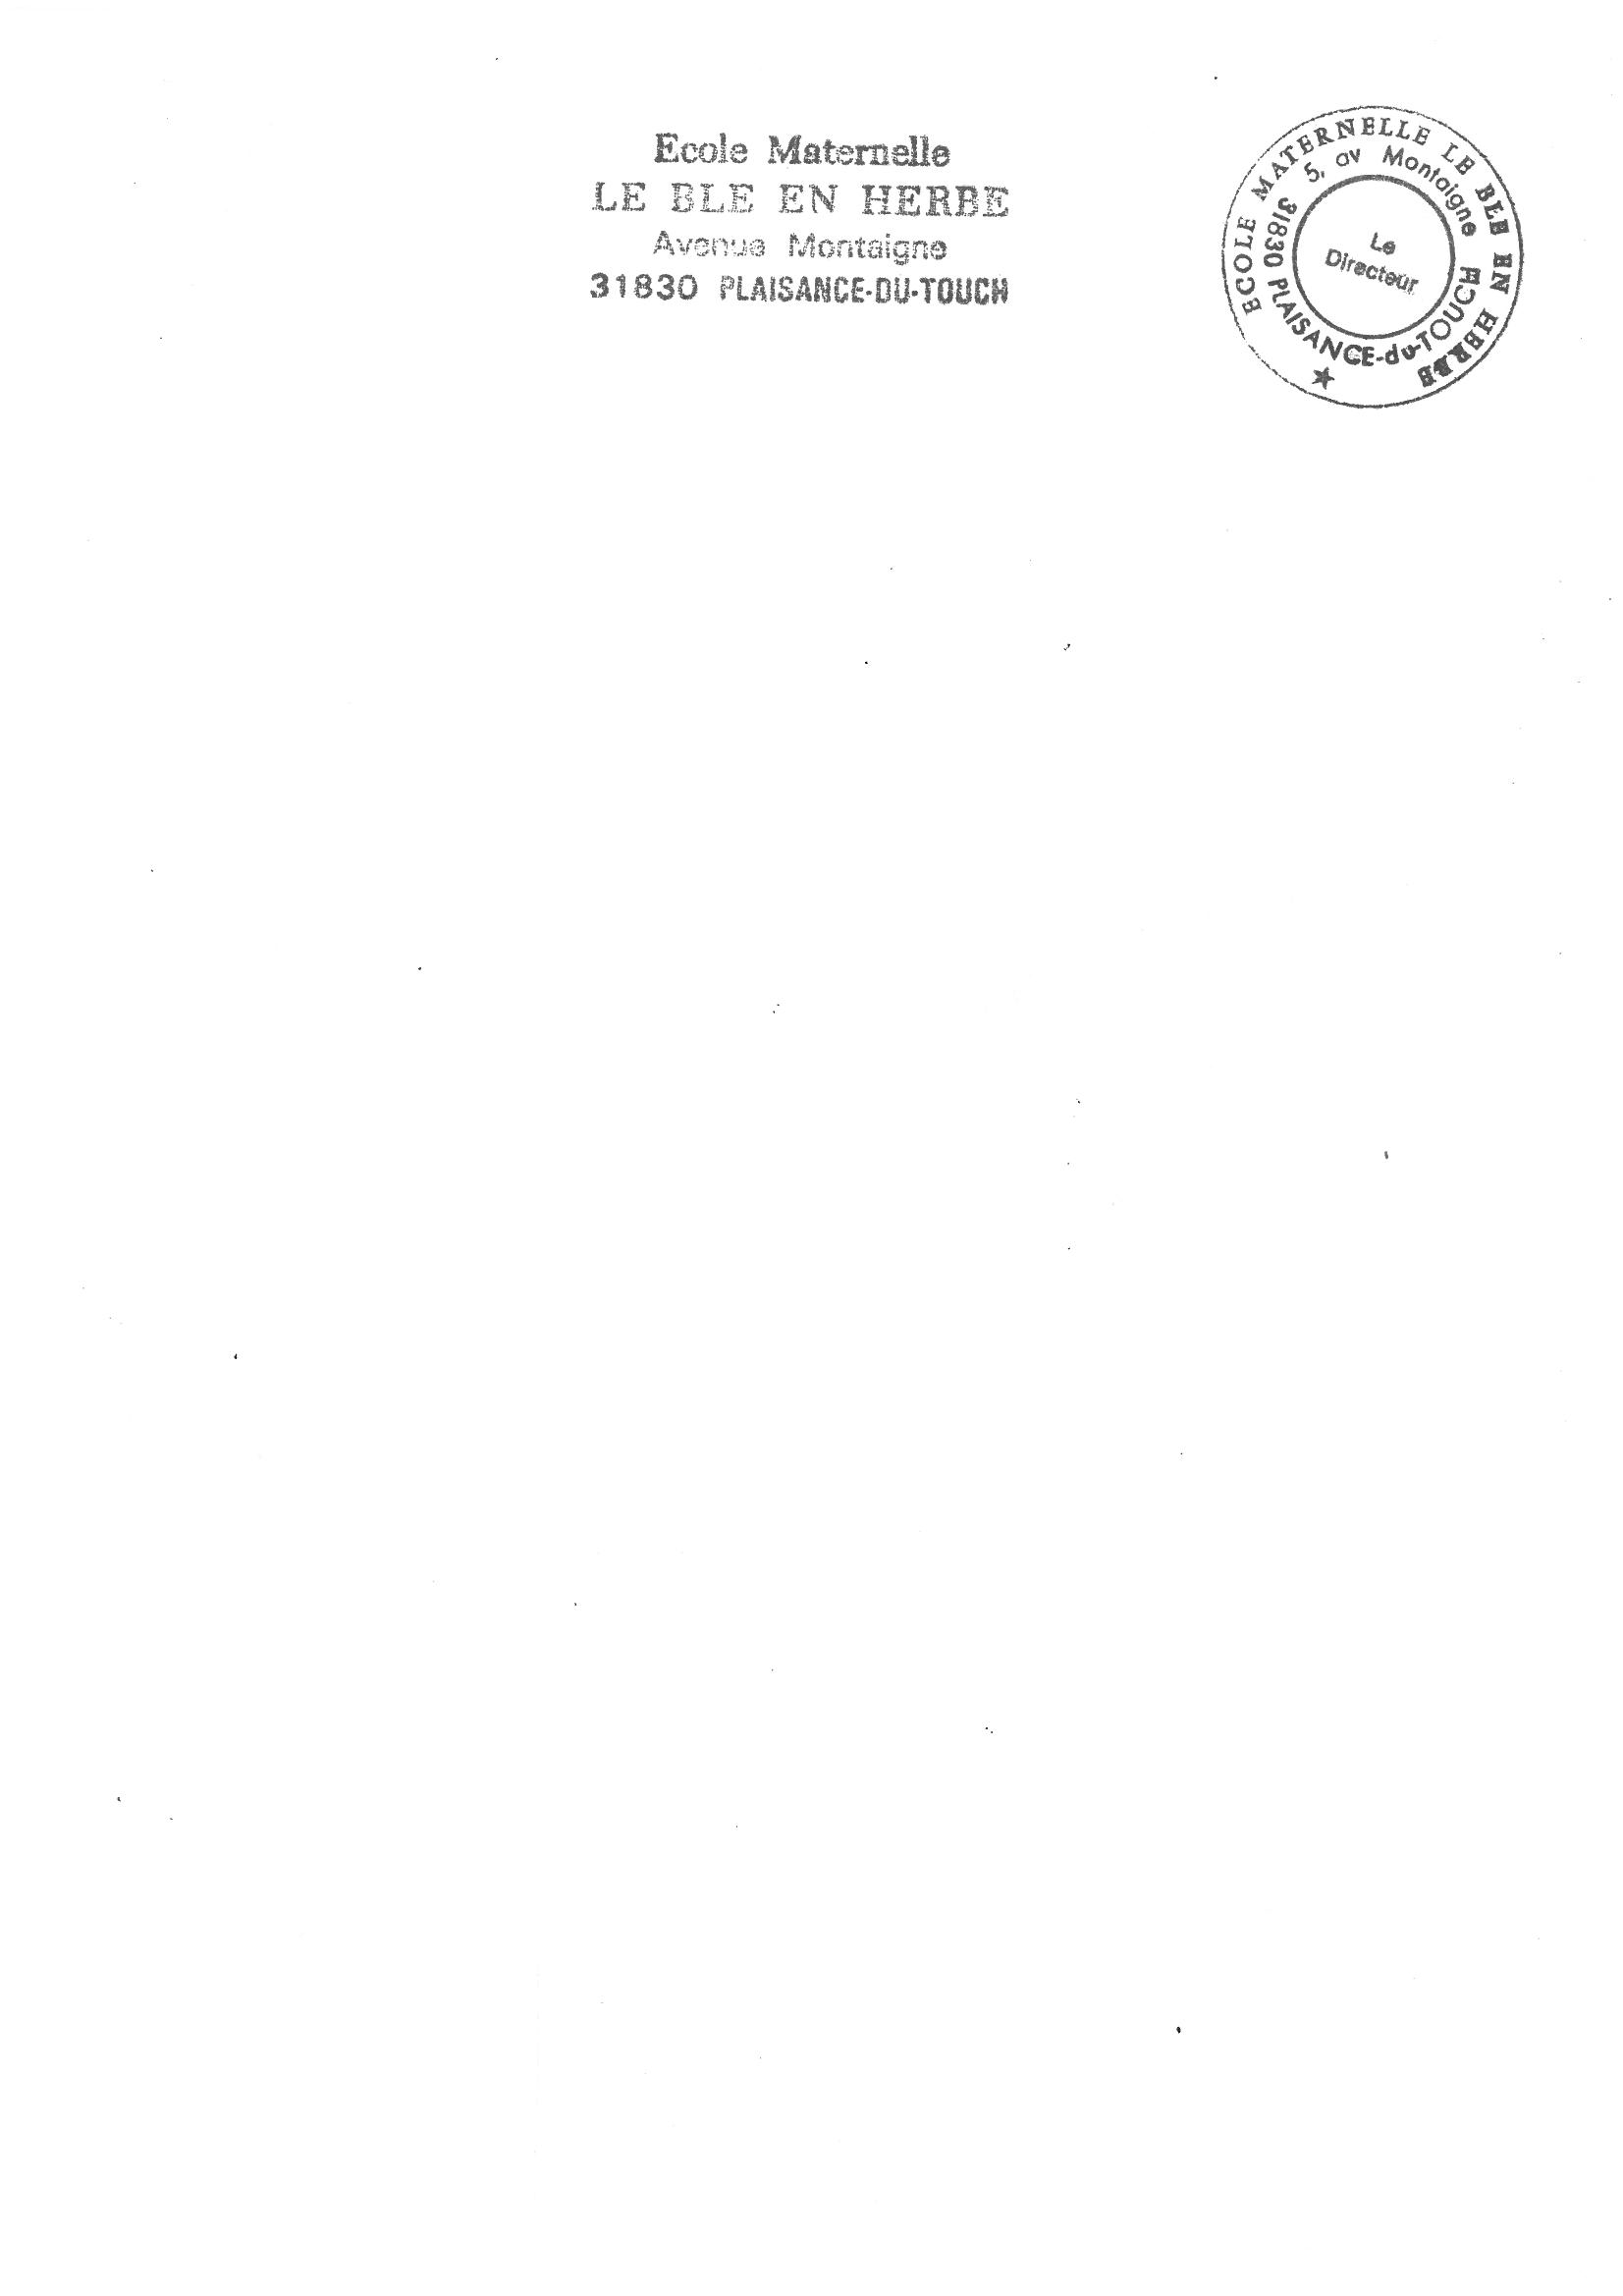 Ecole Maternelle
LE BLE EN HERBE
Avenue Montaigne
31830 PLAISANCE-DU-TOUCH
ECOLE MATERNELLE LE BLE EN HERBE
5, av Montaigne
31830 PLAISANCE-du-TOUCH
Le
Directeur